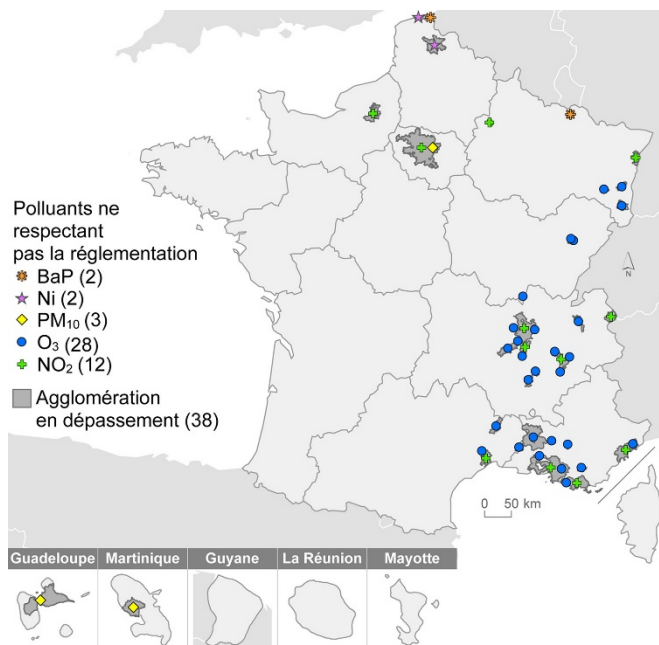 Polluants ne
respectant
pas la réglementation
BaP (2)
Ni (2)
PM₁₀ (3)
O₃ (28)
NO₂ (12)
Agglomération
en dépassement (38)
N
0 50 km
Guadeloupe Martinique Guyane La Réunion Mayotte